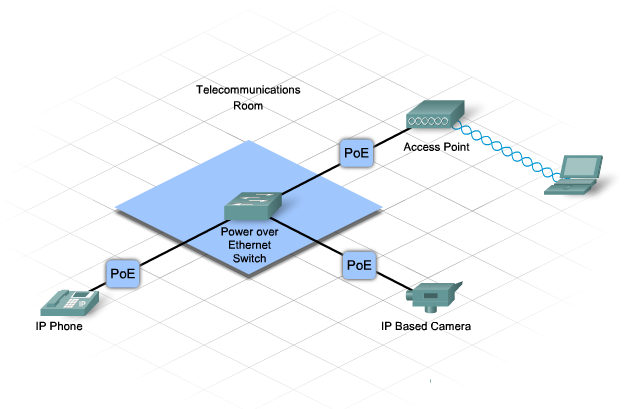 Telecommunications
Room
PoE
Access Point
Power over
Ethernet
Switch
PoE
PoE
IP Phone
IP Based Camera